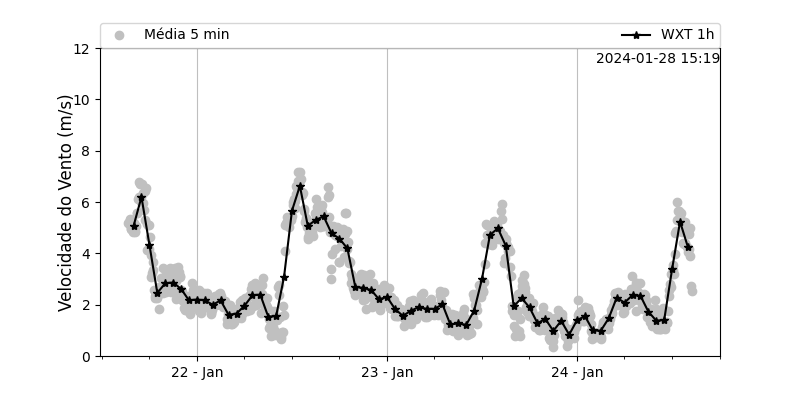 Média 5 min
WXT 1h
2024-01-28 15:19
Velocidade do Vento (m/s)
12
10
8
6
4
2
0
22 - Jan
23 - Jan
24 - Jan